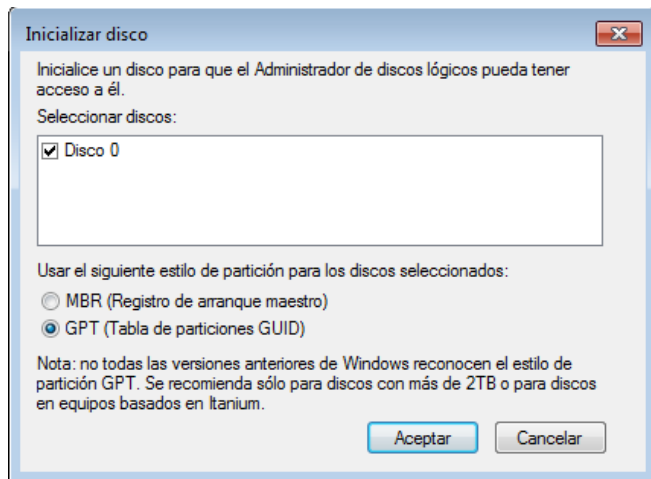 Inicializar disco
Inicialice un disco para que el Administrador de discos lógicos pueda tener
acceso a él.
Seleccionar discos:
Disco 0
Usar el siguiente estilo de partición para los discos seleccionados:
MBR (Registro de arranque maestro)
GPT (Tabla de particiones GUID)
Nota: no todas las versiones anteriores de Windows reconocen el estilo de
partición GPT. Se recomienda sólo para discos con más de 2TB o para discos
en equipos basados en Itanium.
Aceptar
Cancelar